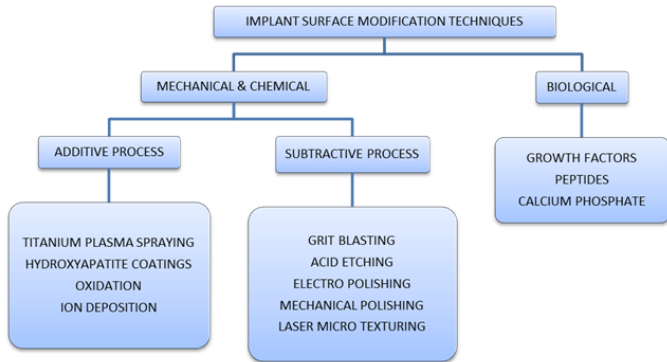 IMPLANT SURFACE MODIFICATION TECHNIQUES
MECHANICAL & CHEMICAL
BIOLOGICAL
ADDITIVE PROCESS
SUBTRACTIVE PROCESS
GROWTH FACTORS
PEPTIDES
CALCIUM PHOSPHATE
TITANIUM PLASMA SPRAYING
HYDROXYAPATITE COATINGS
OXIDATION
ION DEPOSITION
GRIT BLASTING
ACID ETCHING
ELECTRO POLISHING
MECHANICAL POLISHING
LASER MICRO TEXTURING